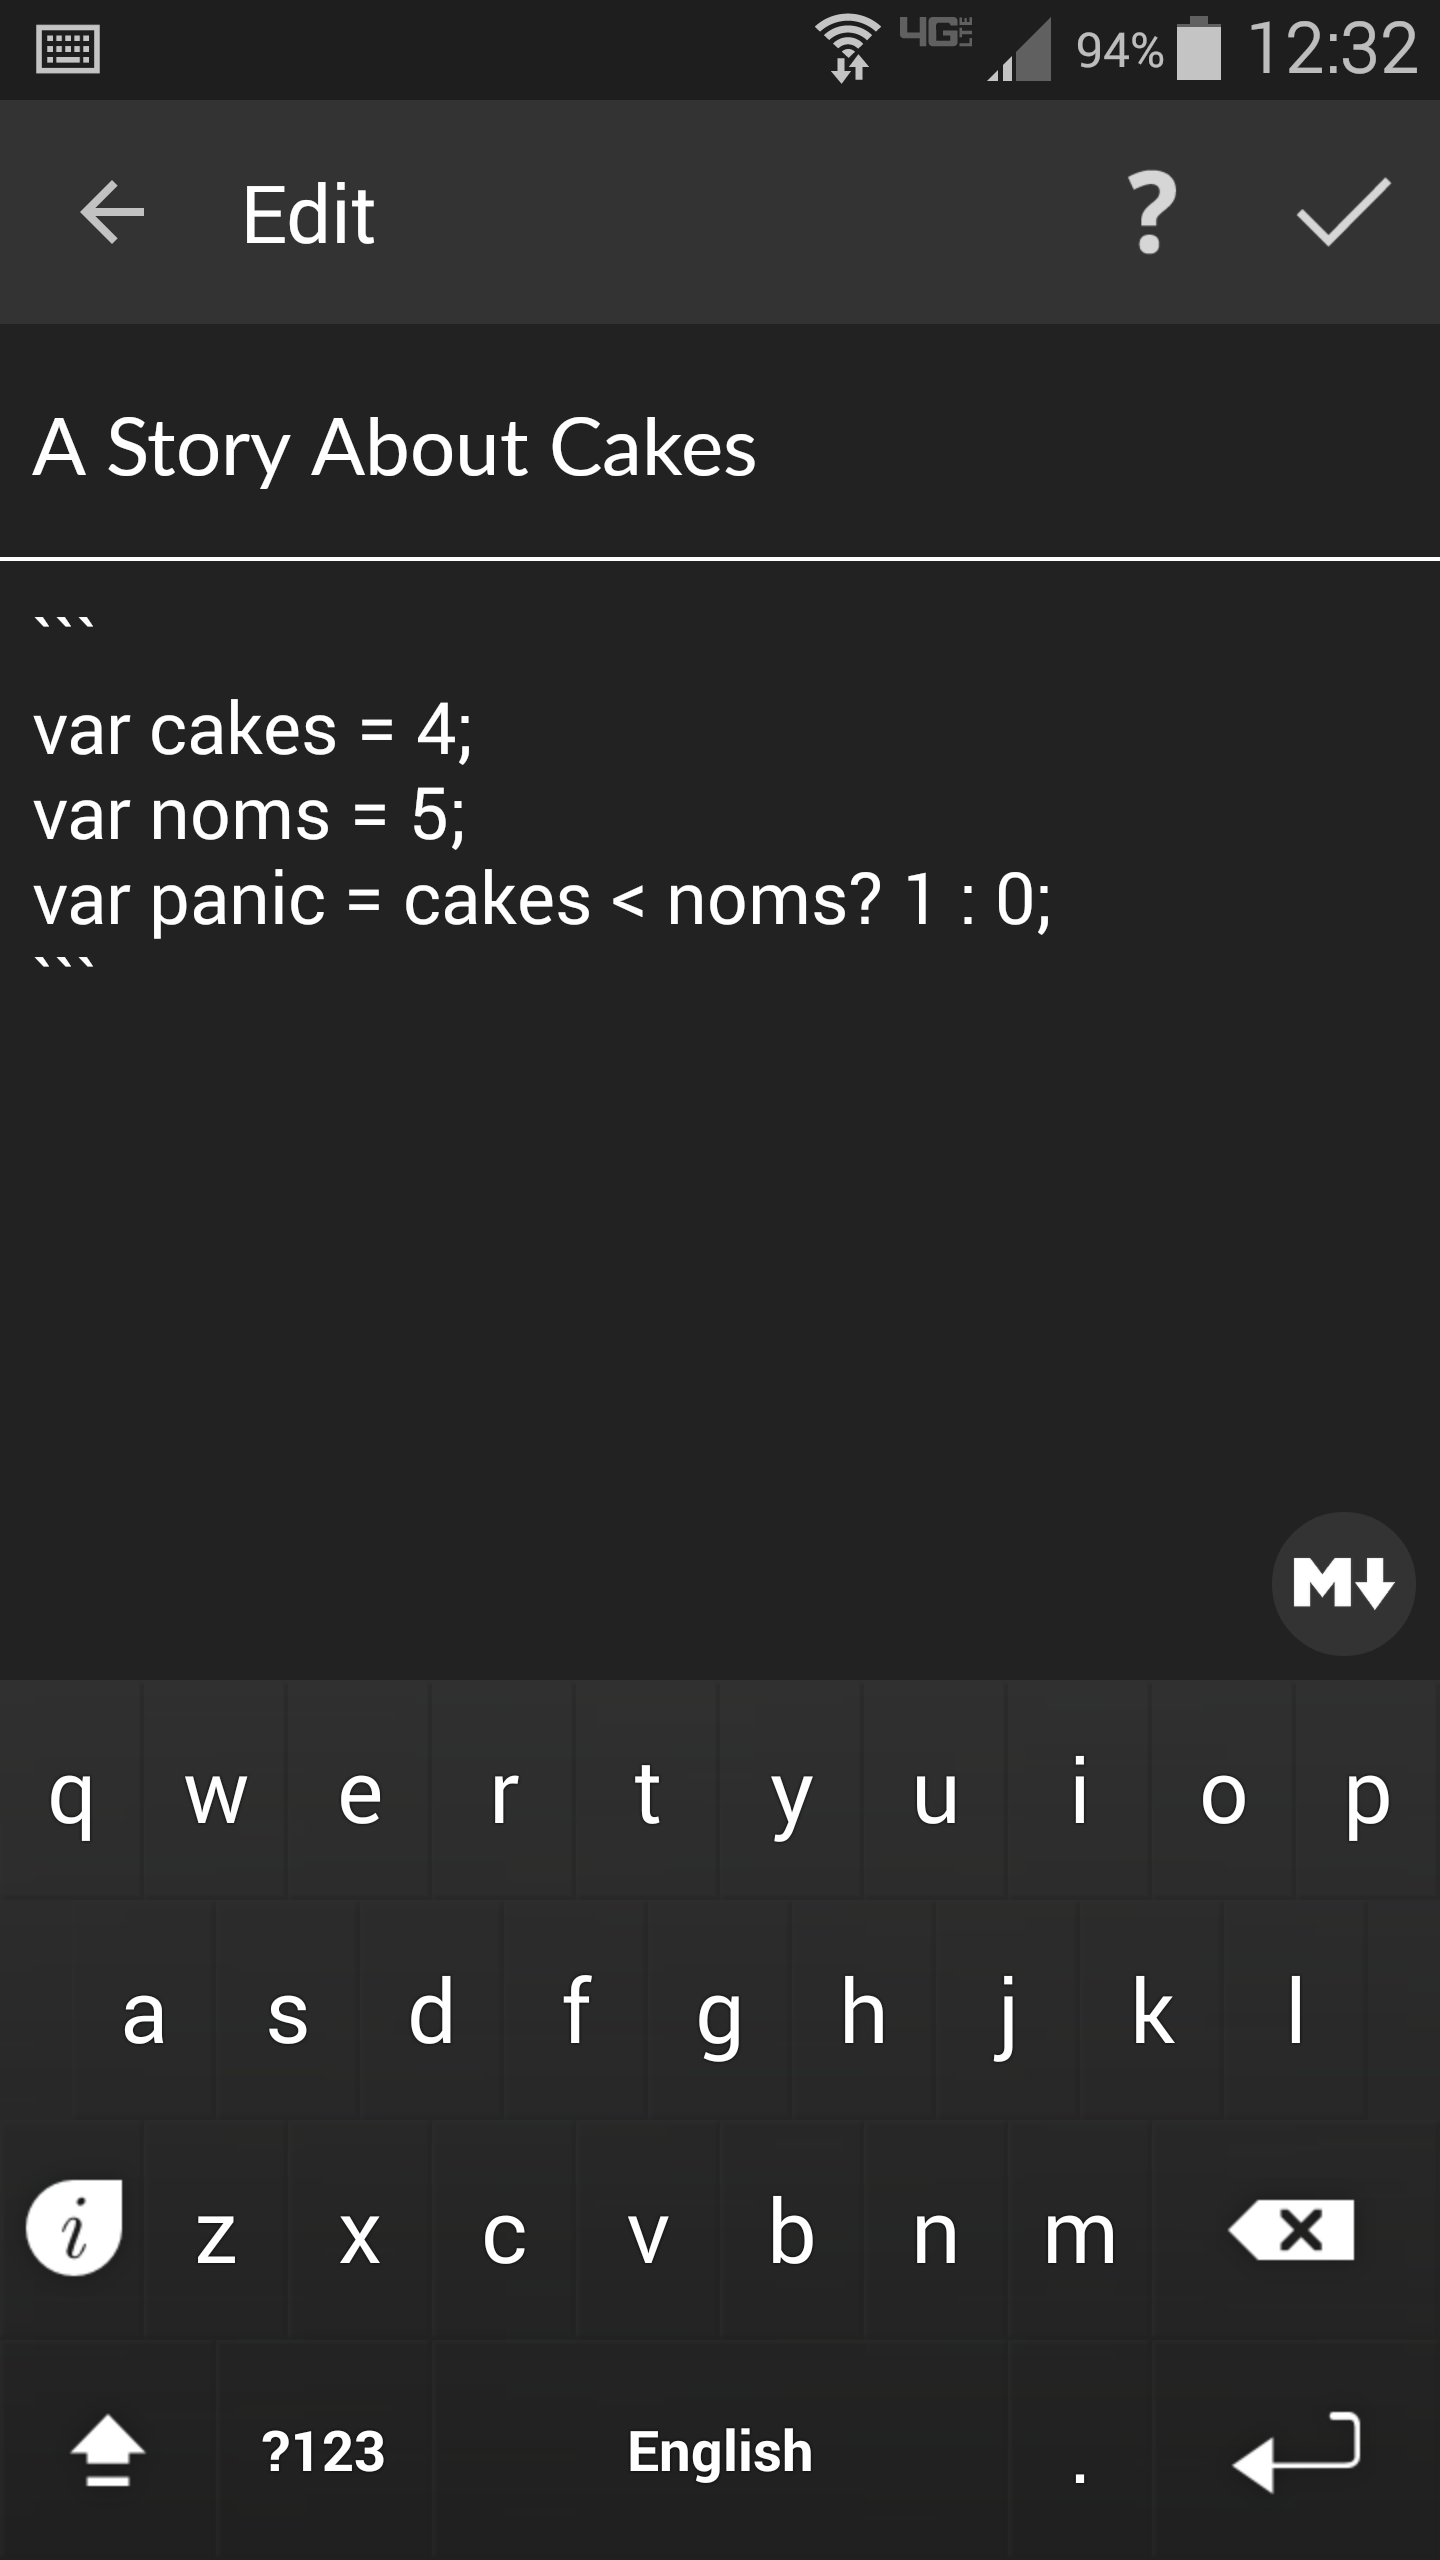 4G LTE 94% 12:32
Edit ?
A Story About Cakes
```
var cakes = 4;
var noms = 5;
var panic = cakes < noms? 1 : 0;
```
M
q w e r t y u i o p
a s d f g h j k l
i z x c v b n m
?123 English .